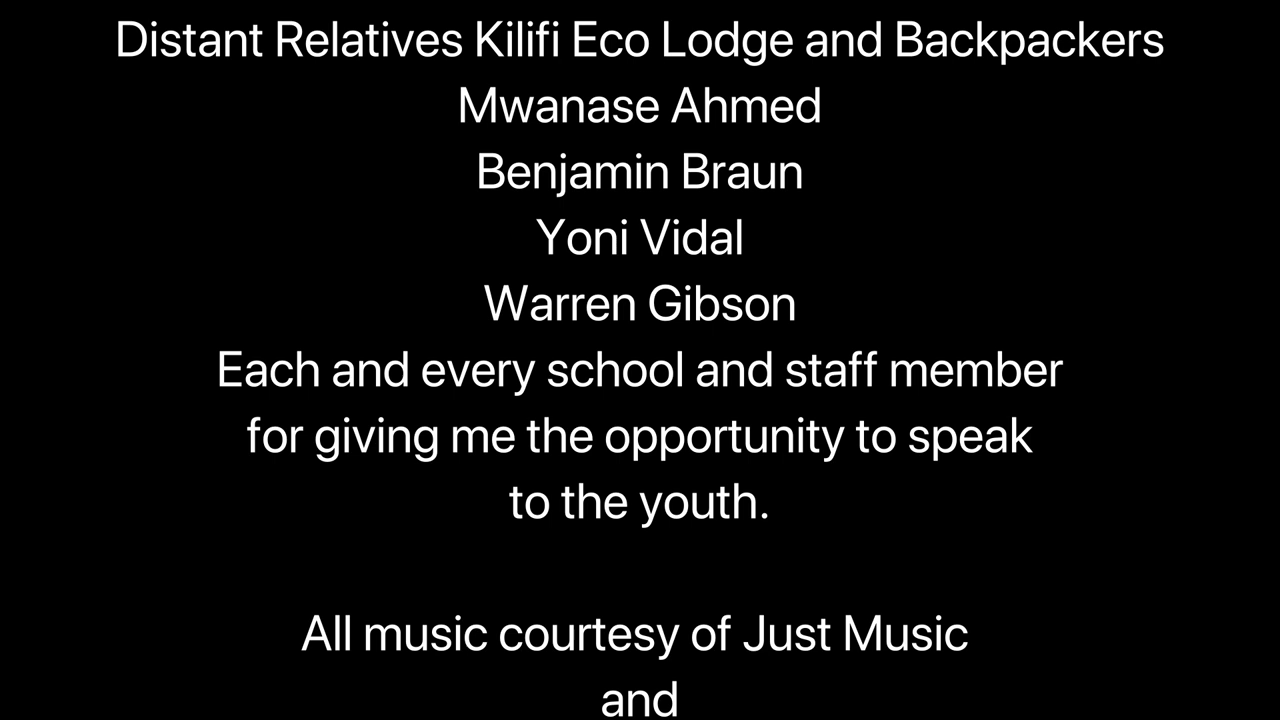 Distant Relatives Kilifi Eco Lodge and Backpackers
Mwanase Ahmed
Benjamin Braun
Yoni Vidal
Warren Gibson
Each and every school and staff member
for giving me the opportunity to speak
to the youth.
All music courtesy of Just Music
and